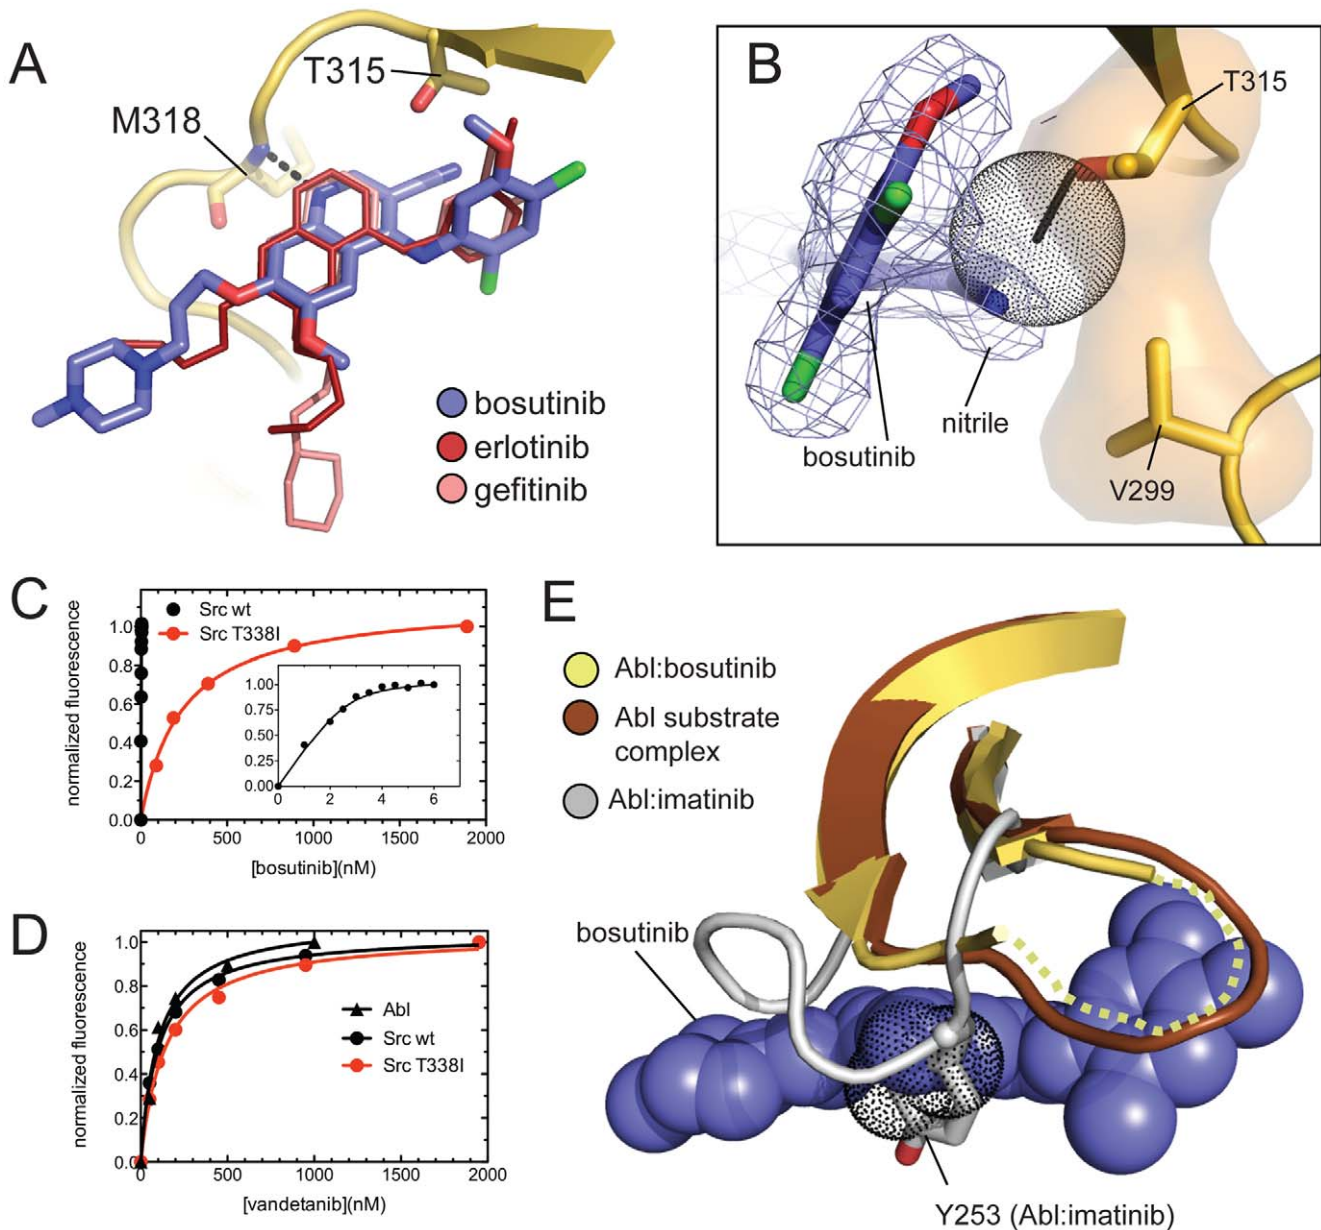 A
T315
M318
bosutinib
erlotinib
gefitinib
B
T315
nitrile
bosutinib
V299
C
normalized fluorescence
Src wt
Src T338I
1.0
0.8
0.6
0.4
0.2
0.0
1.00
0.75
0.50
0.25
0.00
0 2 4 6
0 500 1000 1500 2000
[bosutinib](nM)
D
normalized fluorescence
1.0
0.8
0.6
0.4
0.2
0.0
Abl
Src wt
Src T338I
0 500 1000 1500 2000
[vandetanib](nM)
E
Abl:bosutinib
Abl substrate
complex
Abl:imatinib
bosutinib
Y253 (Abl:imatinib)